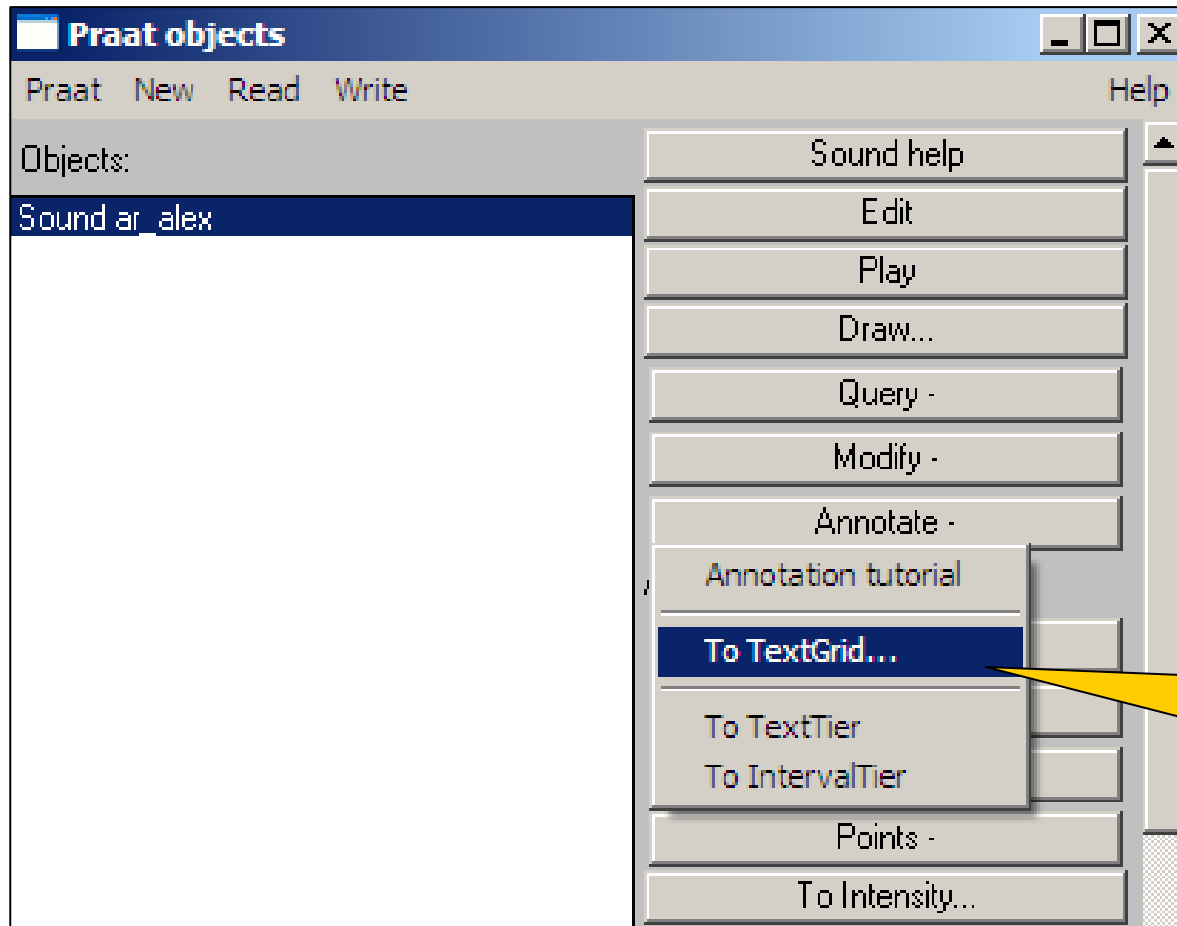 Praat objects
Praat New Read Write Help
Objects:
Sound ar_alex
Sound help
Edit
Play
Draw...
Query -
Modify -
Annotate -
Annotation tutorial
To TextGrid...
To TextTier
To IntervalTier
Points -
To Intensity...